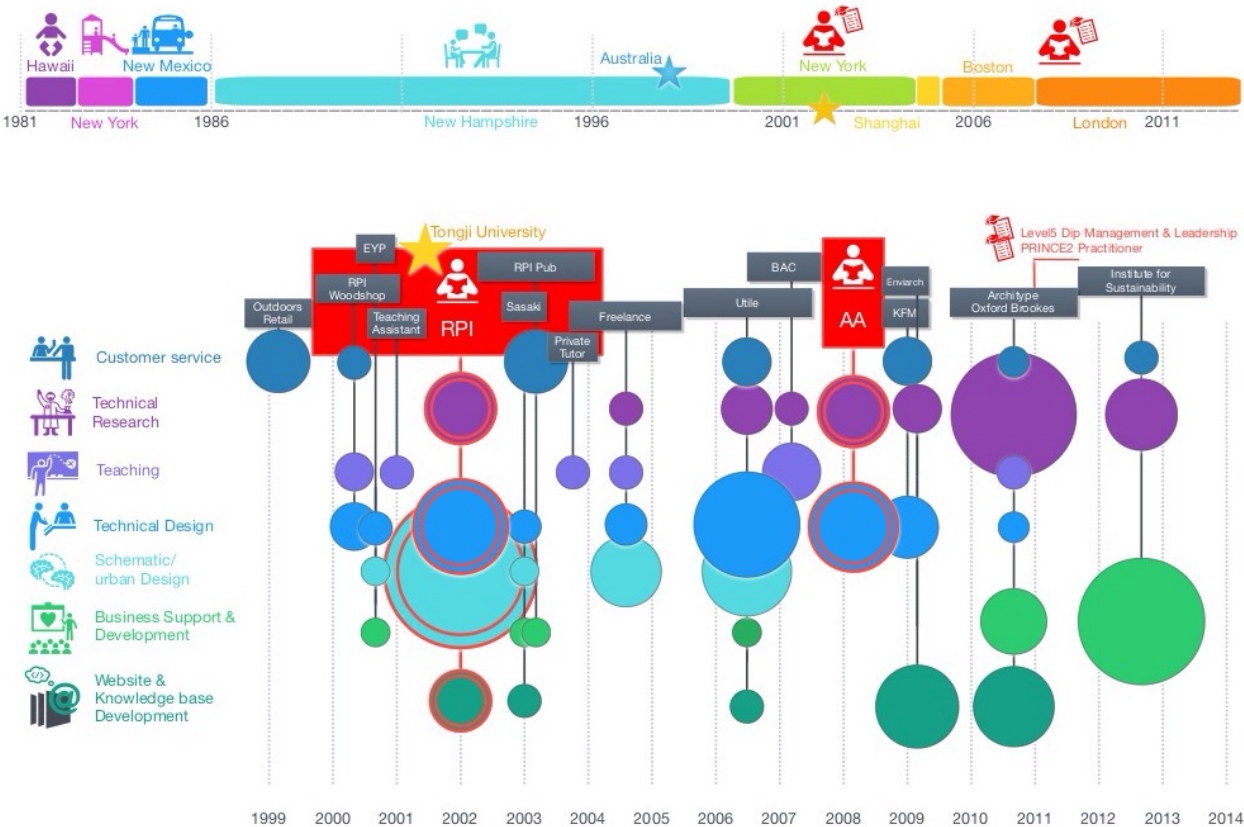 Hawaii
New Mexico
Australia
New York
Boston
1981
New York
1986
New Hampshire
1996
2001
Shanghai
2006
London
2011
Tongji University
EYP
RPI Pub
RPI
Woodshop
Sasaki
Outdoors
Retail
Teaching
Assistant
RPI
Private
Tutor
Freelance
BAC
Utile
AA
Enviarch
KFM
Level5 Dip Management & Leadership
PRINCE2 Practitioner
Architype
Oxford Brookes
Institute for
Sustainability
Customer service
Technical
Research
Teaching
Technical Design
Schematic/
urban Design
Business Support &
Development
Website &
Knowledge base
Development
1999
2000
2001
2002
2003
2004
2005
2006
2007
2008
2009
2010
2011
2012
2013
2014